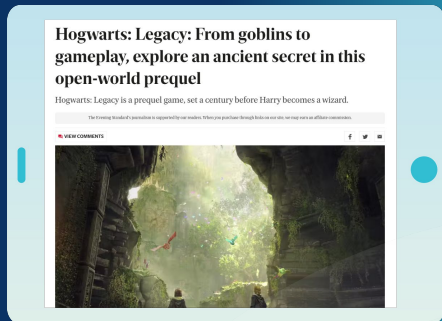 Hogwarts: Legacy: From goblins to
gameplay, explore an ancient secret in this
open-world prequel
Hogwarts: Legacy is a prequel game, set a century before Harry becomes a wizard.
The Evening Standard's journalism is supported by our readers. When you purchase through links on our site, we may earn an affiliate commission.
VIEW COMMENTS